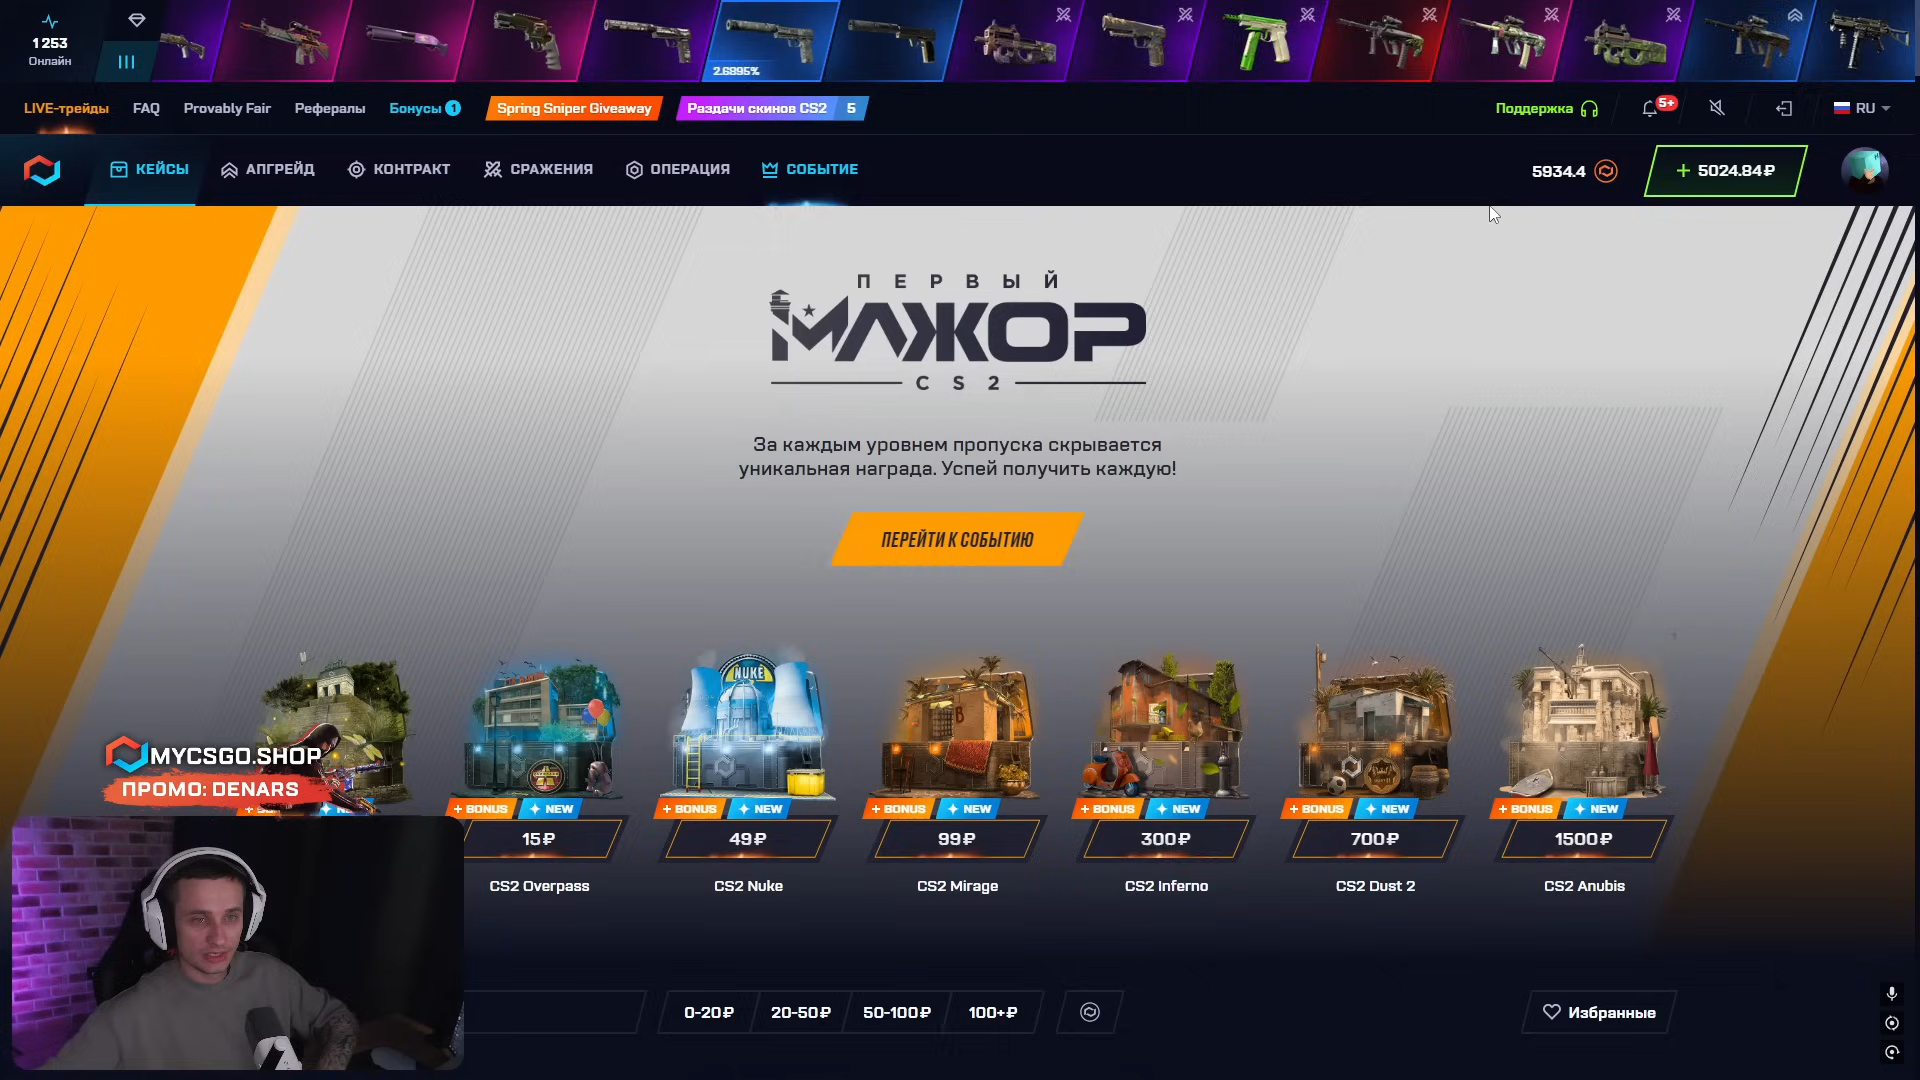 1 253
Онлайн
2.6895%
LIVE-трейды
FAQ
Provably Fair
Рефералы
Бонусы 1
Spring Sniper Giveaway
Раздачи скинов CS2 5
Поддержка
5+
RU
КЕЙСЫ
АПГРЕЙД
КОНТРАКТ
СРАЖЕНИЯ
ОПЕРАЦИЯ
СОБЫТИЕ
5934.4
+ 5024.84₽
ПЕРВЫЙ
МАЖОР
CS2
За каждым уровнем пропуска скрывается
уникальная награда. Успей получить каждую!
ПЕРЕЙТИ К СОБЫТИЮ
NUKE
B
MYCSGO.SHOP
ПРОМО: DENARS
+ BONUS NEW
+ BONUS NEW
+ BONUS NEW
+ BONUS NEW
+ BONUS NEW
+ BONUS NEW
15₽
49₽
99₽
300₽
700₽
1500₽
CS2 Overpass
CS2 Nuke
CS2 Mirage
CS2 Inferno
CS2 Dust 2
CS2 Anubis
0-20₽
20-50₽
50-100₽
100+₽
Избранные